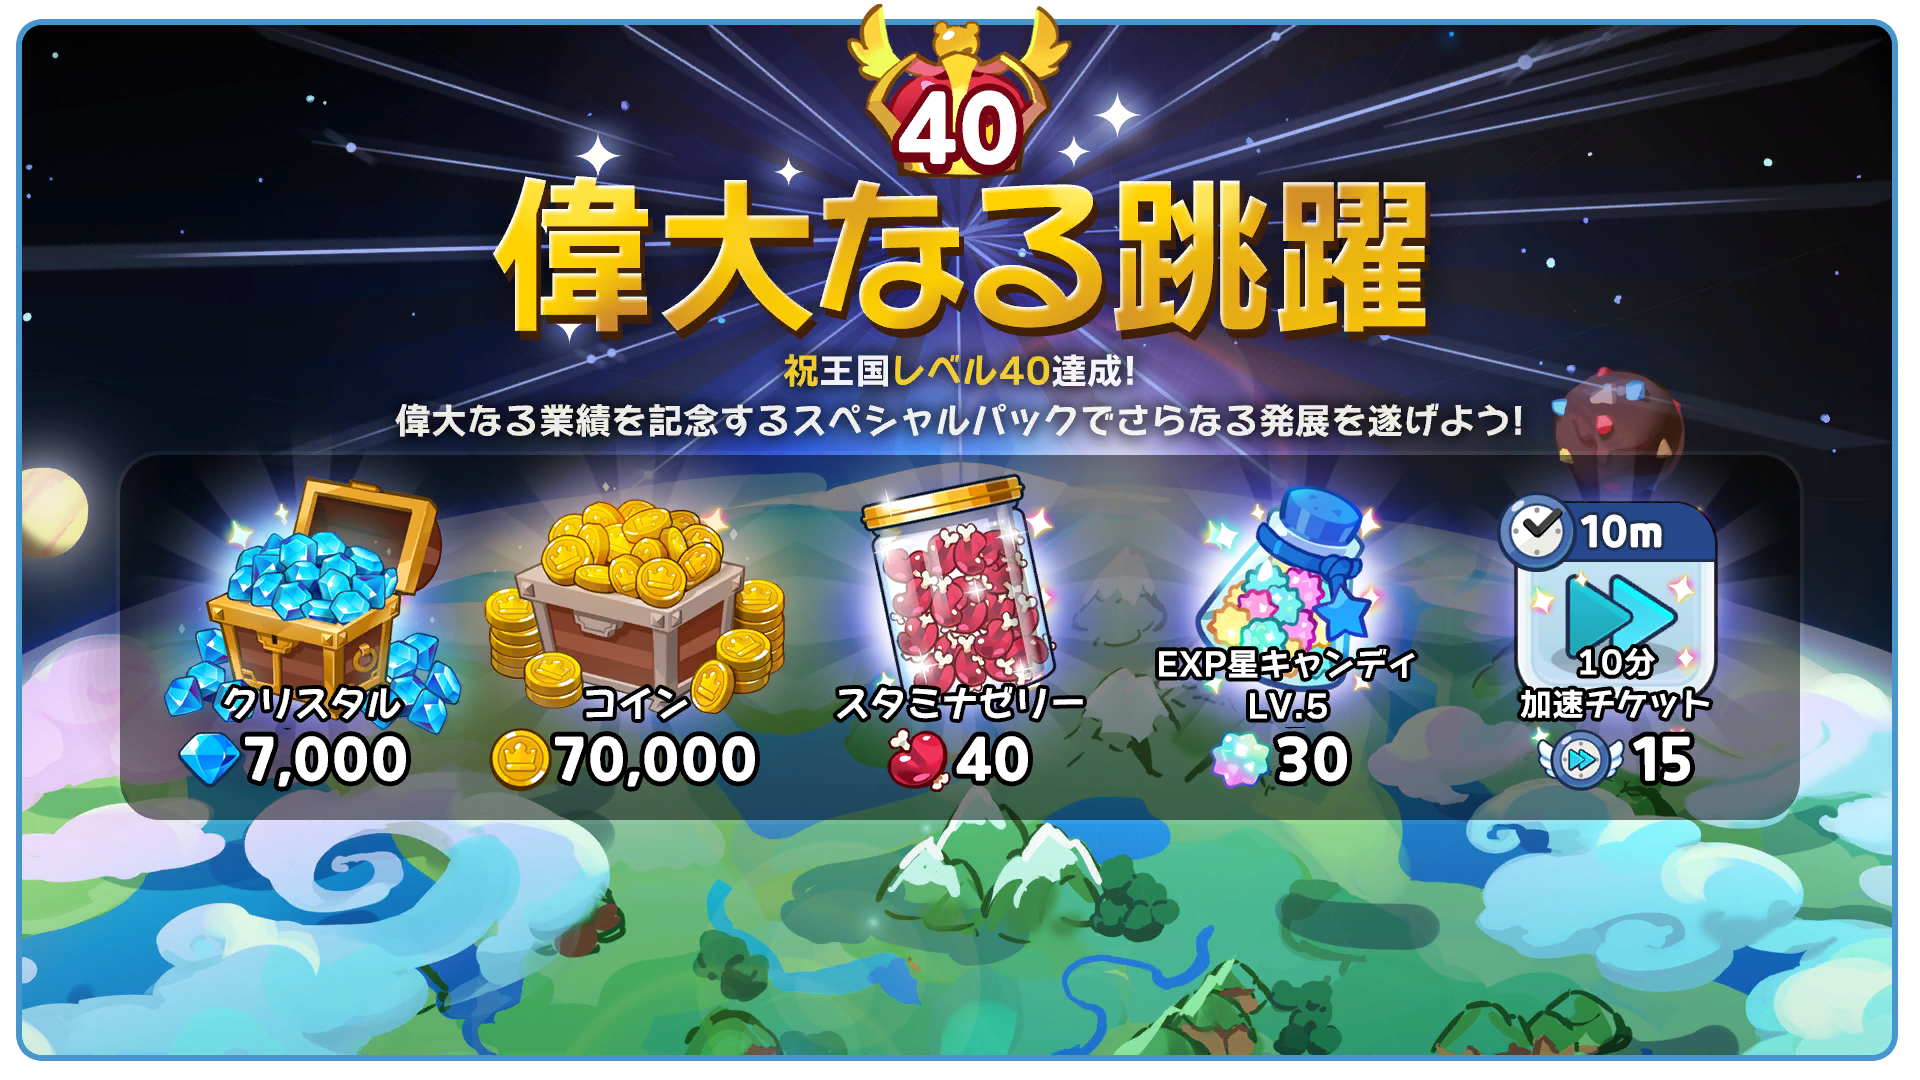 40
偉大なる跳躍
祝王国レベル40達成!
偉大なる業績を記念するスペシャルパックでさらなる発展を遂げよう!
クリスタル
7,000
コイン
70,000
スタミナゼリー
40
EXP星キャンディ
LV.5
30
10m
10分
加速チケット
15